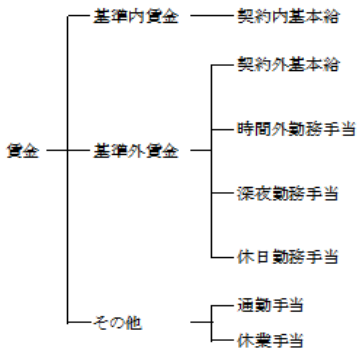 基準内賃金 契約内基本給
契約外基本給
時間外勤務手当
賃金 基準外賃金
深夜勤務手当
休日勤務手当
通勤手当
その他
休業手当